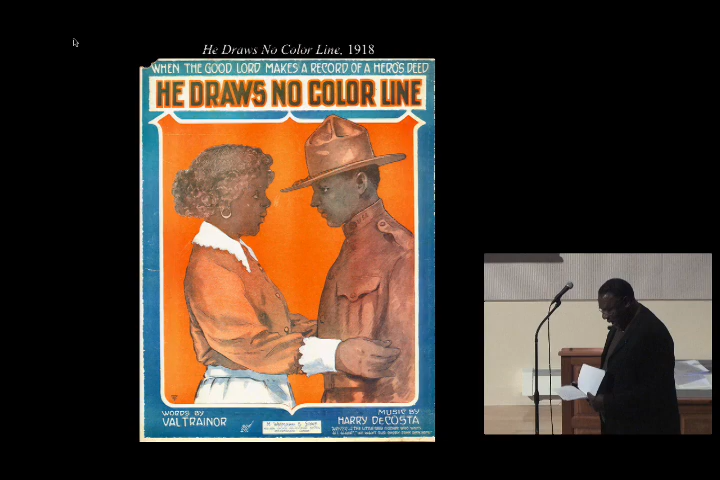 He Draws No Color Line, 1918
WHEN THE GOOD LORD MAKES A RECORD OF A HERO'S DEED
HE DRAWS NO COLOR LINE
WORDS BY
VAL TRAINOR
MUSIC BY
HARRY DECOSTA